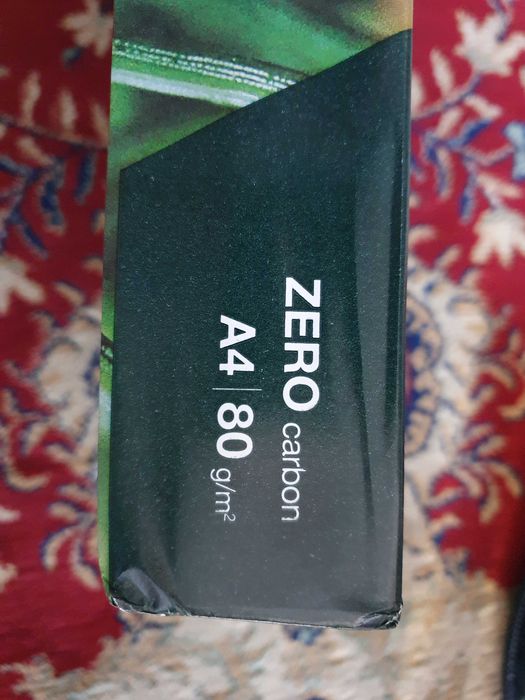 ZERO carbon
A4 | 80 g/m²